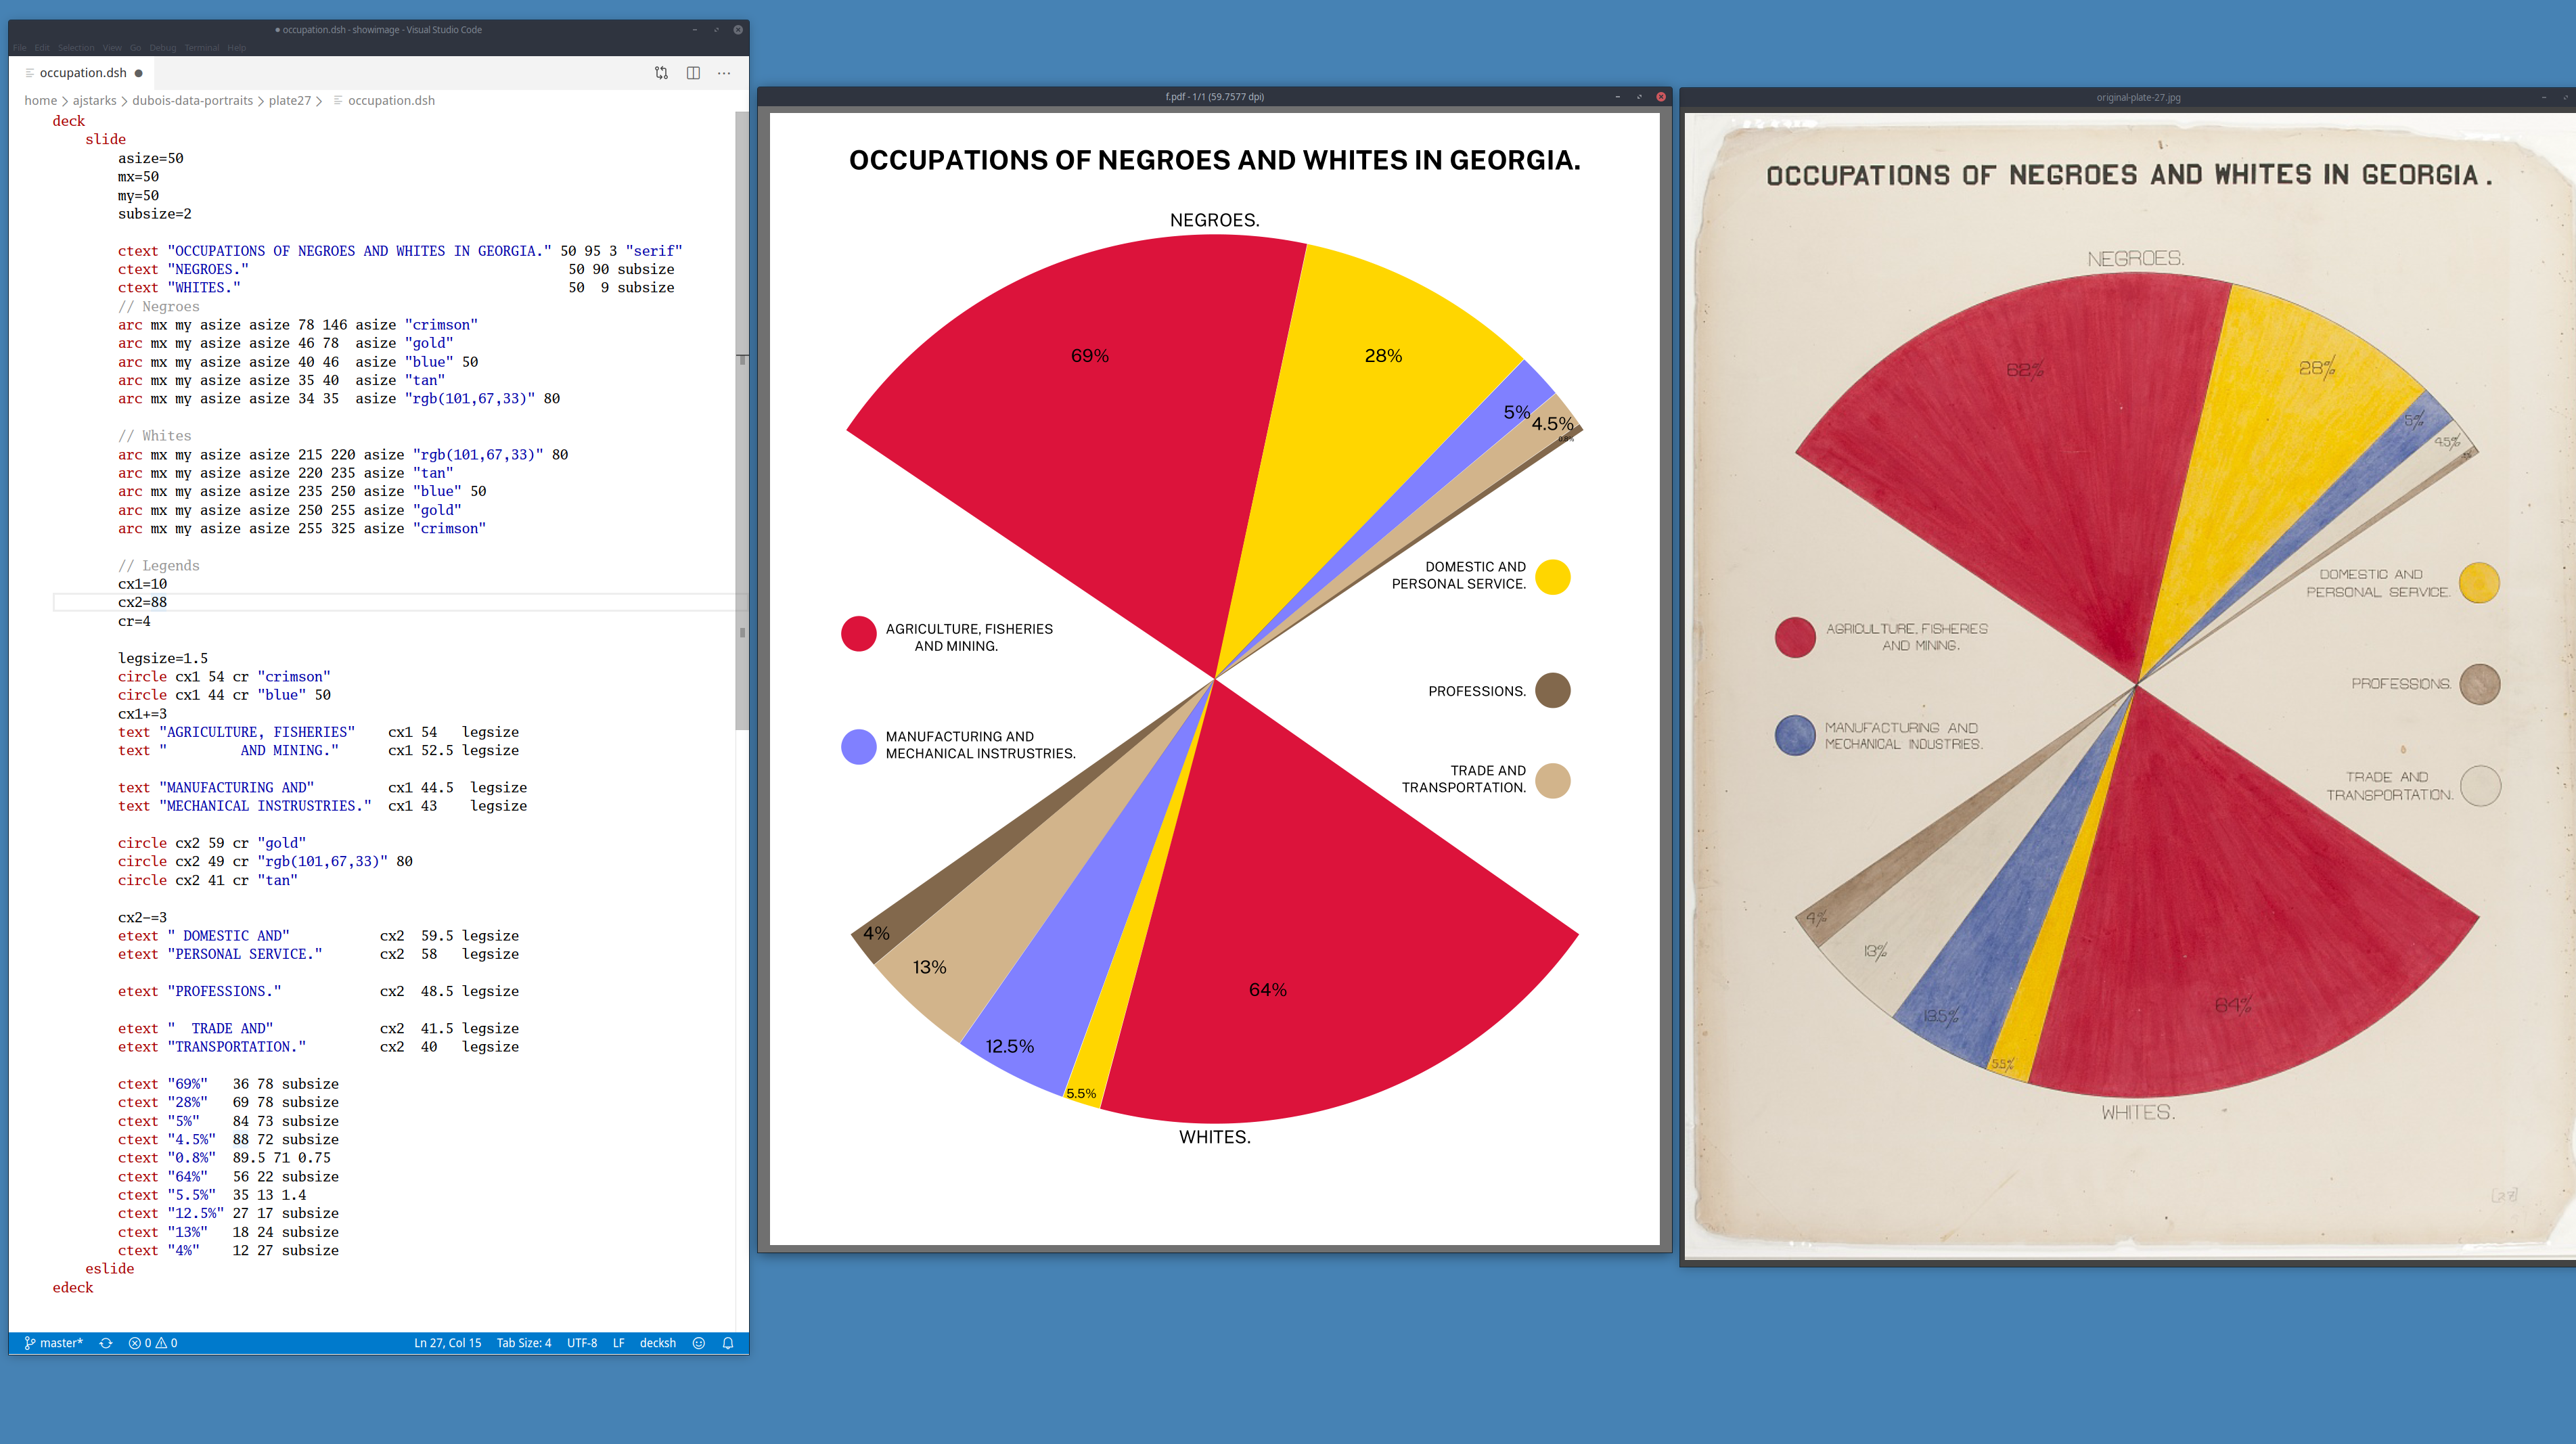 ● occupation.dsh - showimage - Visual Studio Code
File Edit Selection View Go Debug Terminal Help
occupation.dsh ●
home > ajstarks > dubois-data-portraits > plate27 > occupation.dsh
deck
slide
asize=50
mx=50
my=50
subsize=2
ctext "OCCUPATIONS OF NEGROES AND WHITES IN GEORGIA." 50 95 3 "serif"
ctext "NEGROES." 50 90 subsize
ctext "WHITES." 50 9 subsize
// Negroes
arc mx my asize asize 78 146 asize "crimson"
arc mx my asize asize 46 78 asize "gold"
arc mx my asize asize 40 46 asize "blue" 50
arc mx my asize asize 35 40 asize "tan"
arc mx my asize asize 34 35 asize "rgb(101,67,33)" 80
// Whites
arc mx my asize asize 215 220 asize "rgb(101,67,33)" 80
arc mx my asize asize 220 235 asize "tan"
arc mx my asize asize 235 250 asize "blue" 50
arc mx my asize asize 250 255 asize "gold"
arc mx my asize asize 255 325 asize "crimson"
// Legends
cx1=10
cx2=88
cr=4
legsize=1.5
circle cx1 54 cr "crimson"
circle cx1 44 cr "blue" 50
cx1+=3
text "AGRICULTURE, FISHERIES" cx1 54 legsize
text " AND MINING." cx1 52.5 legsize
text "MANUFACTURING AND" cx1 44.5 legsize
text "MECHANICAL INSTRUSTRIES." cx1 43 legsize
circle cx2 59 cr "gold"
circle cx2 49 cr "rgb(101,67,33)" 80
circle cx2 41 cr "tan"
cx2-=3
etext " DOMESTIC AND" cx2 59.5 legsize
etext "PERSONAL SERVICE." cx2 58 legsize
etext "PROFESSIONS." cx2 48.5 legsize
etext "  TRADE AND" cx2 41.5 legsize
etext "TRANSPORTATION." cx2 40 legsize
ctext "69%" 36 78 subsize
ctext "28%" 69 78 subsize
ctext "5%" 84 73 subsize
ctext "4.5%" 88 72 subsize
ctext "0.8%" 89.5 71 0.75
ctext "64%" 56 22 subsize
ctext "5.5%" 35 13 1.4
ctext "12.5%" 27 17 subsize
ctext "13%" 18 24 subsize
ctext "4%" 12 27 subsize
eslide
edeck
master* 0 0 Ln 27, Col 15 Tab Size: 4 UTF-8 LF decksh
f.pdf - 1/1 (59.7577 dpi)
OCCUPATIONS OF NEGROES AND WHITES IN GEORGIA.
NEGROES.
69%
28%
5%
4.5%
0.8%
DOMESTIC AND
PERSONAL SERVICE.
AGRICULTURE, FISHERIES
AND MINING.
PROFESSIONS.
MANUFACTURING AND
MECHANICAL INSTRUSTRIES.
TRADE AND
TRANSPORTATION.
4%
13%
12.5%
5.5%
64%
WHITES.
original-plate-27.jpg
OCCUPATIONS OF NEGROES AND WHITES IN GEORGIA.
NEGROES.
62%
28%
5%
4.5%
DOMESTIC AND
PERSONAL SERVICE.
AGRICULTURE, FISHERIES
AND MINING.
PROFESSIONS.
MANUFACTURING AND
MECHANICAL INDUSTRIES.
TRADE AND
TRANSPORTATION.
4%
13%
13.5%
5.5%
64%
WHITES.
[27]